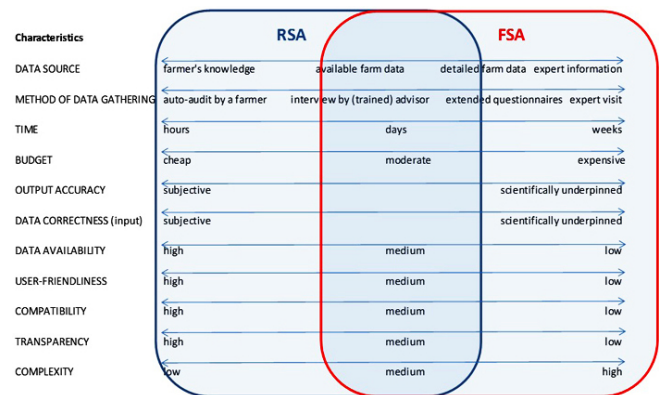 RSA FSA
Characteristics
DATA SOURCE farmer's knowledge available farm data detailed farm data expert information
METHOD OF DATA GATHERING auto-audit by a farmer interview by (trained) advisor extended questionnaires expert visit
TIME hours days weeks
BUDGET cheap moderate expensive
OUTPUT ACCURACY subjective scientifically underpinned
DATA CORRECTNESS (input) subjective scientifically underpinned
DATA AVAILABILITY high medium low
USER-FRIENDLINESS high medium low
COMPATIBILITY high medium low
TRANSPARENCY high medium low
COMPLEXITY low medium high